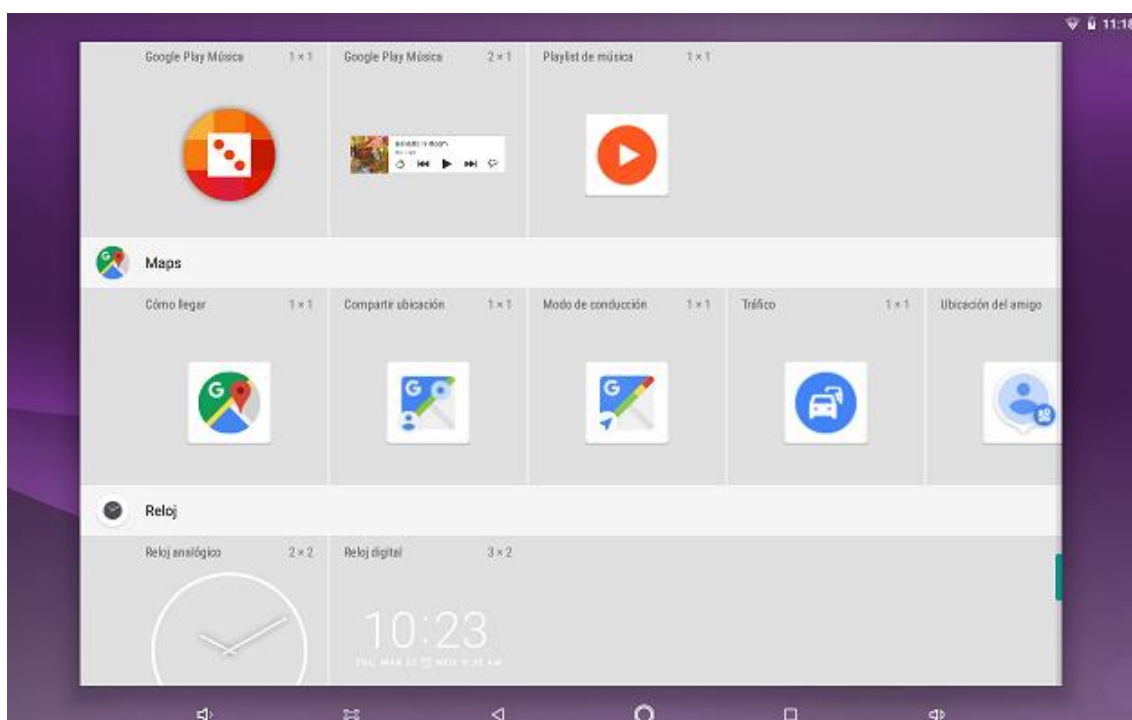 11:18
Google Play Música 1 × 1 Google Play Música 2 × 1 Playlist de música 1 × 1
Maps
Cómo llegar 1 × 1 Compartir ubicación 1 × 1 Modo de conducción 1 × 1 Tráfico 1 × 1 Ubicación del amigo
G G G
Reloj
Reloj analógico 2 × 2 Reloj digital 3 × 2
10:23